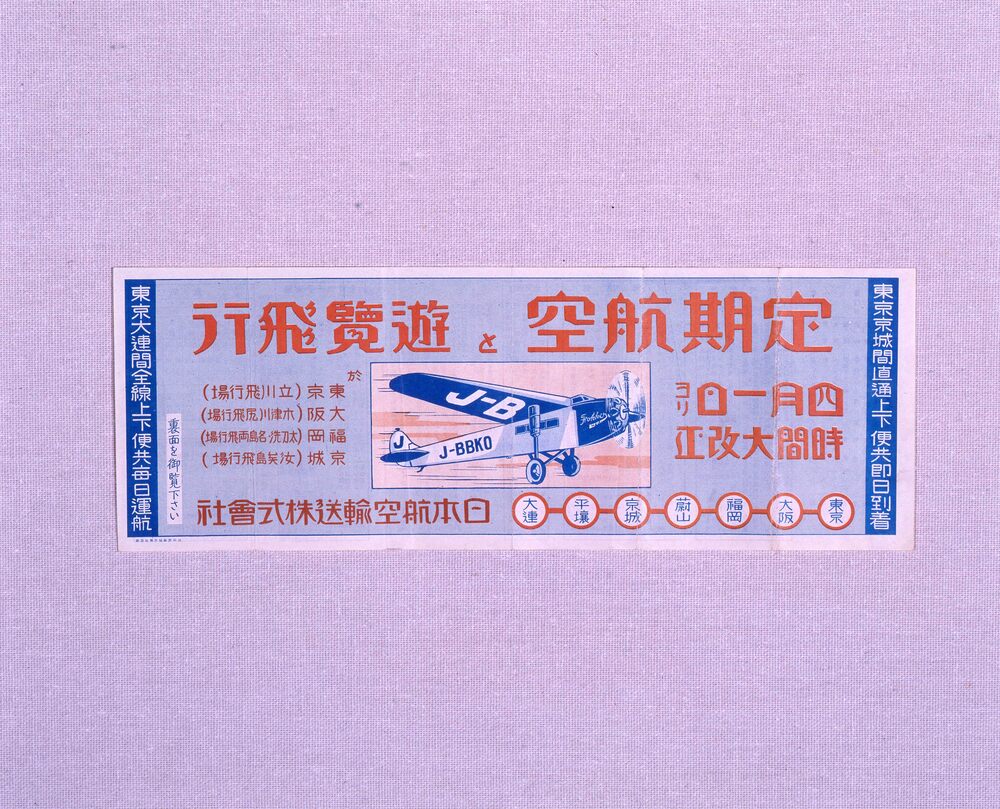 東京京城間直通上下便共即日到着
定期航空と遊覽飛行
四月一日ヨリ
時間大改正
J-B
J
J-BBKO
Fokker
於
東京(立川飛行場)
大阪(木津川尻飛行場)
福岡(太刀洗・名島両飛行場)
京城(汝矣島飛行場)
東京 大阪 福岡 蔚山 京城 平壤 大連
日本航空輸送株式會社
裏面を御覧下さい
東京大連間全線上下便共毎日運航